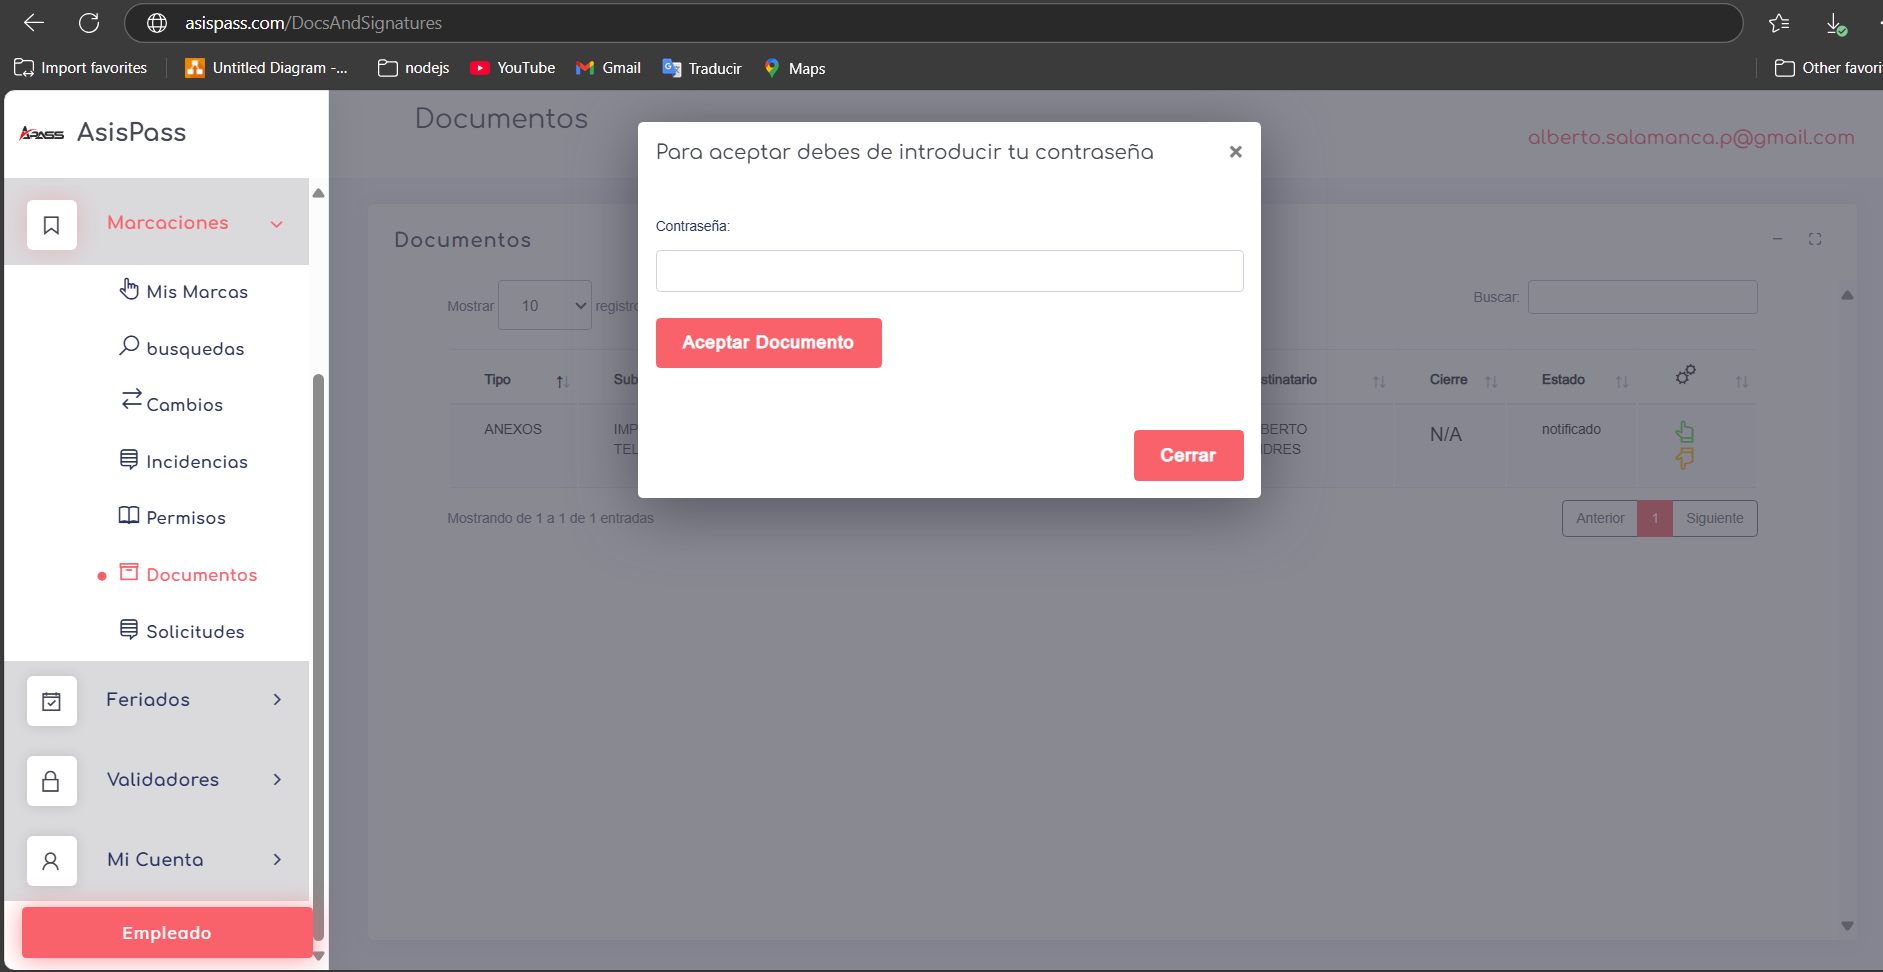 asispass.com/DocsAndSignatures
Import favorites
Untitled Diagram -...
nodejs
YouTube
Gmail
Traducir
Maps
Other favori
APASS
AsisPass
Marcaciones
Mis Marcas
busquedas
Cambios
Incidencias
Permisos
Documentos
Solicitudes
Feriados
Validadores
Mi Cuenta
Empleado
Documentos
alberto.salamanca.p@gmail.com
Documentos
Mostrar 10 registro
Buscar:
Tipo Sub stinatario Cierre Estado
ANEXOS IMP BERTO N/A notificado
TEL DRES
Mostrando de 1 a 1 de 1 entradas
Anterior 1 Siguiente
Para aceptar debes de introducir tu contraseña
Contraseña:
Aceptar Documento
Cerrar